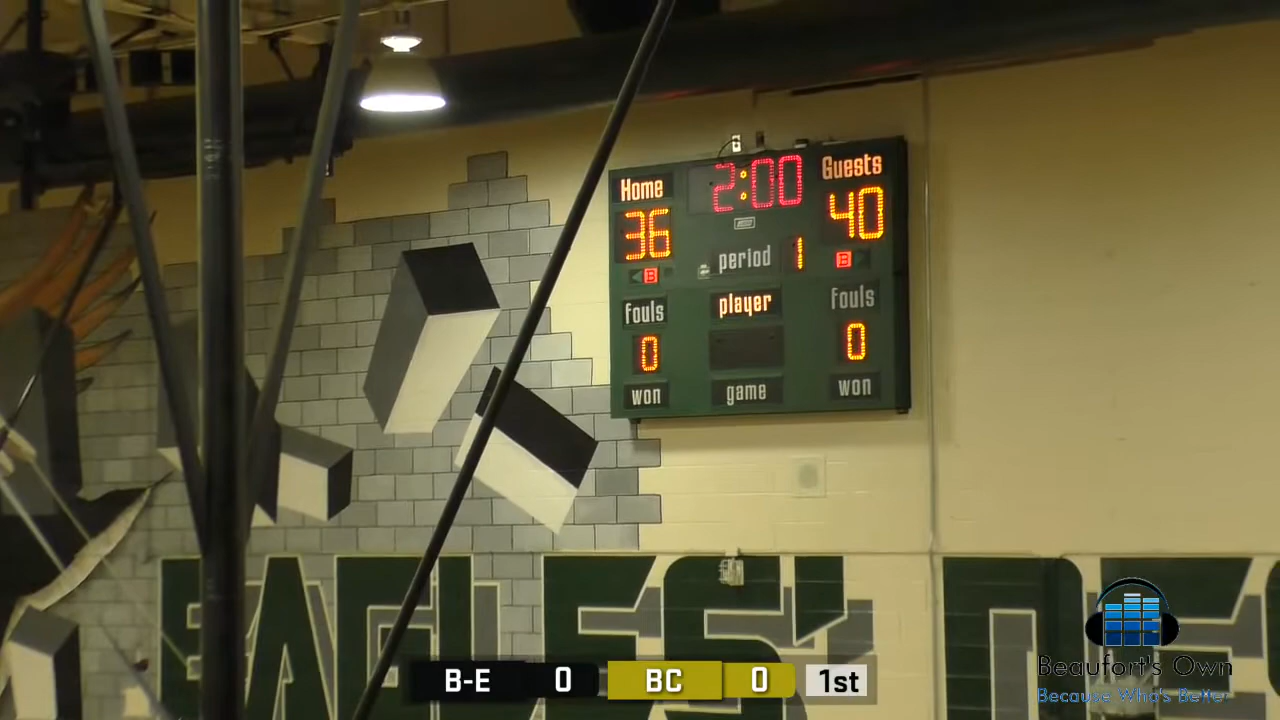 Home 2:00 Guests
36 40
period 1
B B
fouls player fouls
0 0
won game won
EAGLES'
B-E 0 BC 0 1st
Beaufort's Own
Because Who's Better